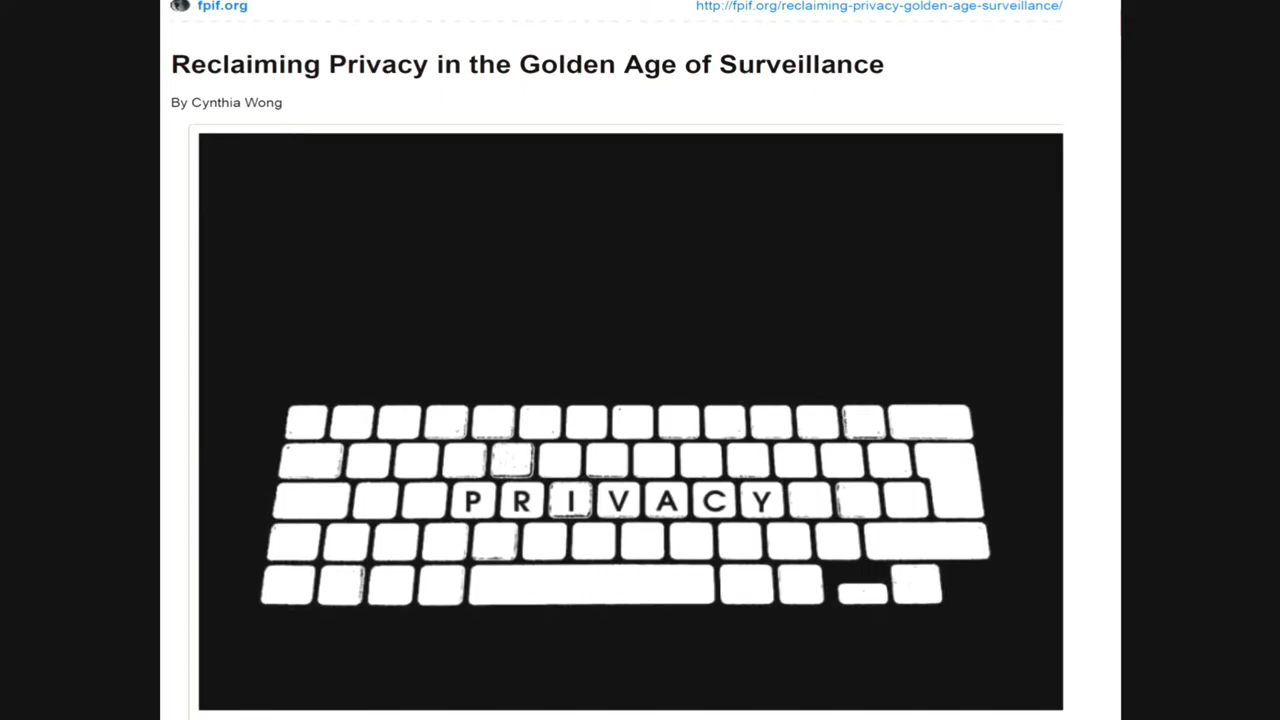 fpif.org
http://fpif.org/reclaiming-privacy-golden-age-surveillance/
Reclaiming Privacy in the Golden Age of Surveillance
By Cynthia Wong
PRIVACY